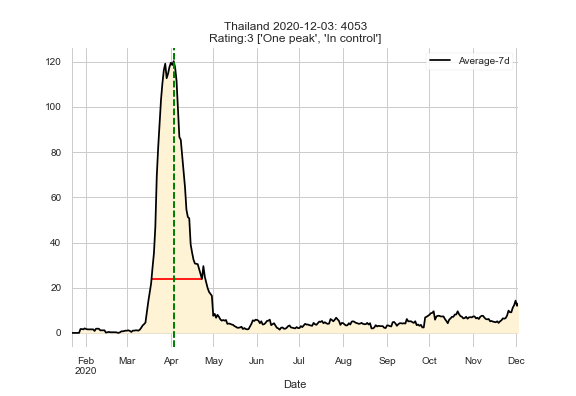 Thailand 2020-12-03: 4053
Rating:3 ['One peak', 'In control']
Average-7d
120
100
80
60
40
20
0
Feb Mar Apr May Jun Jul Aug Sep Oct Nov Dec
2020
Date